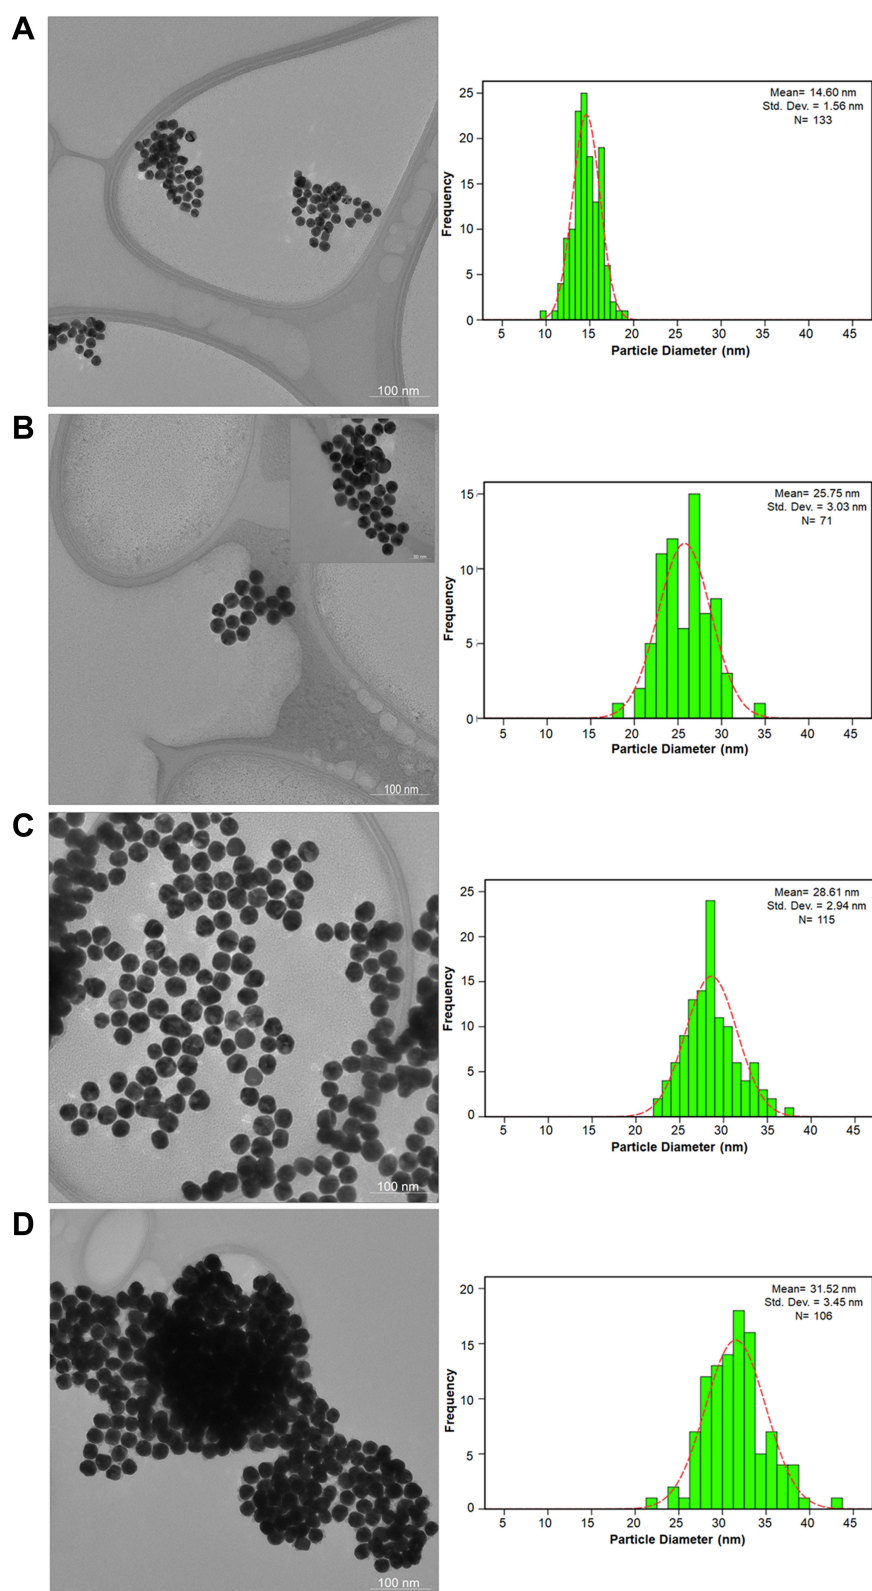 A
100 nm
Frequency
25
20
15
10
5
0
Mean= 14.60 nm
Std. Dev. = 1.56 nm
N= 133
5 10 15 20 25 30 35 40 45
Particle Diameter (nm)
B
100 nm
Frequency
15
10
5
0
Mean= 25.75 nm
Std. Dev. = 3.03 nm
N= 71
5 10 15 20 25 30 35 40 45
Particle Diameter (nm)
C
100 nm
Frequency
25
20
15
10
5
0
Mean= 28.61 nm
Std. Dev. = 2.94 nm
N= 115
5 10 15 20 25 30 35 40 45
Particle Diameter (nm)
D
100 nm
Frequency
20
15
10
5
0
Mean= 31.52 nm
Std. Dev. = 3.45 nm
N= 106
5 10 15 20 25 30 35 40 45
Particle Diameter (nm)